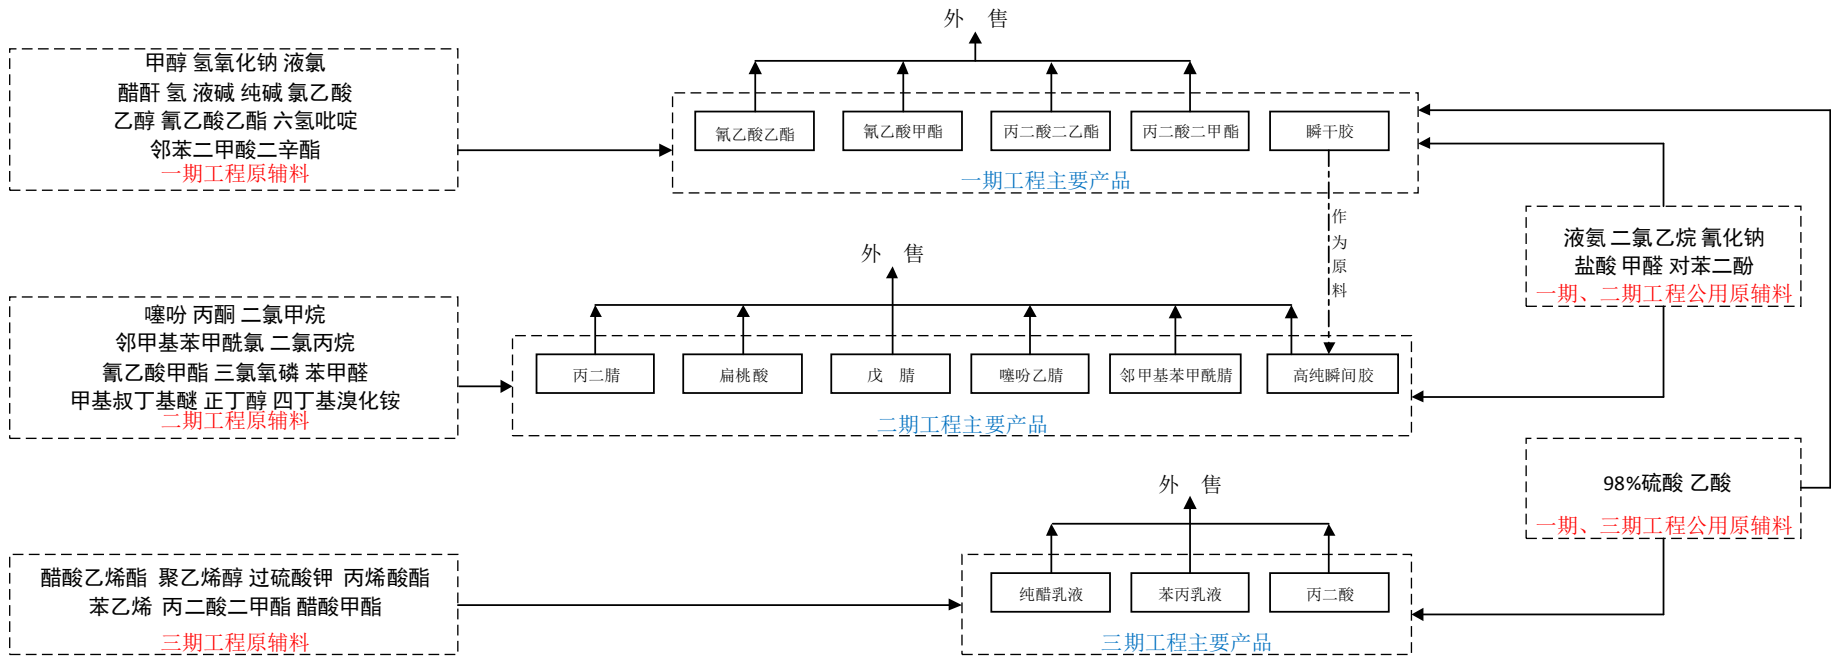 外 售
甲醇 氢氧化钠 液氯
醋酐 氢 液碱 纯碱 氯乙酸
乙醇 氰乙酸乙酯 六氢吡啶
邻苯二甲酸二辛酯
一期工程原辅料
氰乙酸乙酯
氰乙酸甲酯
丙二酸二乙酯
丙二酸二甲酯
瞬干胶
一期工程主要产品
作为原料
液氨 二氯乙烷 氰化钠
盐酸 甲醛 对苯二酚
一期、二期工程公用原辅料
外 售
噻吩 丙酮 二氯甲烷
邻甲基苯甲酰氯 二氯丙烷
氰乙酸甲酯 三氯氧磷 苯甲醛
甲基叔丁基醚 正丁醇 四丁基溴化铵
二期工程原辅料
丙二腈
扁桃酸
戊 腈
噻吩乙腈
邻甲基苯甲酰腈
高纯瞬间胶
二期工程主要产品
98%硫酸 乙酸
一期、三期工程公用原辅料
外 售
醋酸乙烯酯 聚乙烯醇 过硫酸钾 丙烯酸酯
苯乙烯 丙二酸二甲酯 醋酸甲酯
三期工程原辅料
纯醋乳液
苯丙乳液
丙二酸
三期工程主要产品